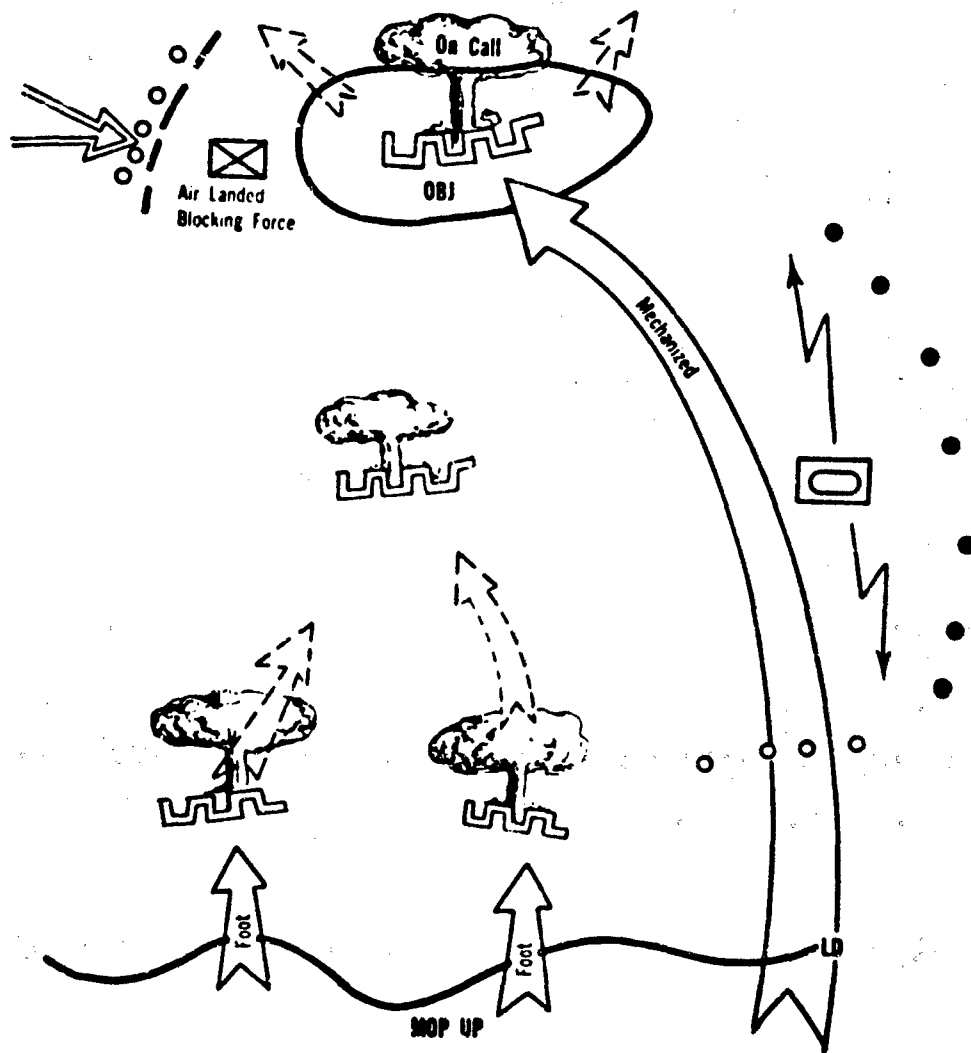 On Call
OBJ
Air Landed
Blocking Force
Mechanized
Foot
Foot
LD
MOP UP